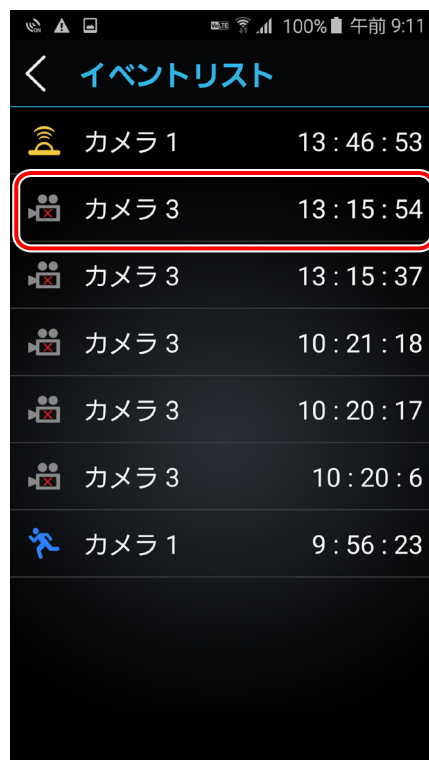 100% 午前 9:11
イベントリスト
カメラ 1 13 : 46 : 53
カメラ 3 13 : 15 : 54
カメラ 3 13 : 15 : 37
カメラ 3 10 : 21 : 18
カメラ 3 10 : 20 : 17
カメラ 3 10 : 20 : 6
カメラ 1 9 : 56 : 23